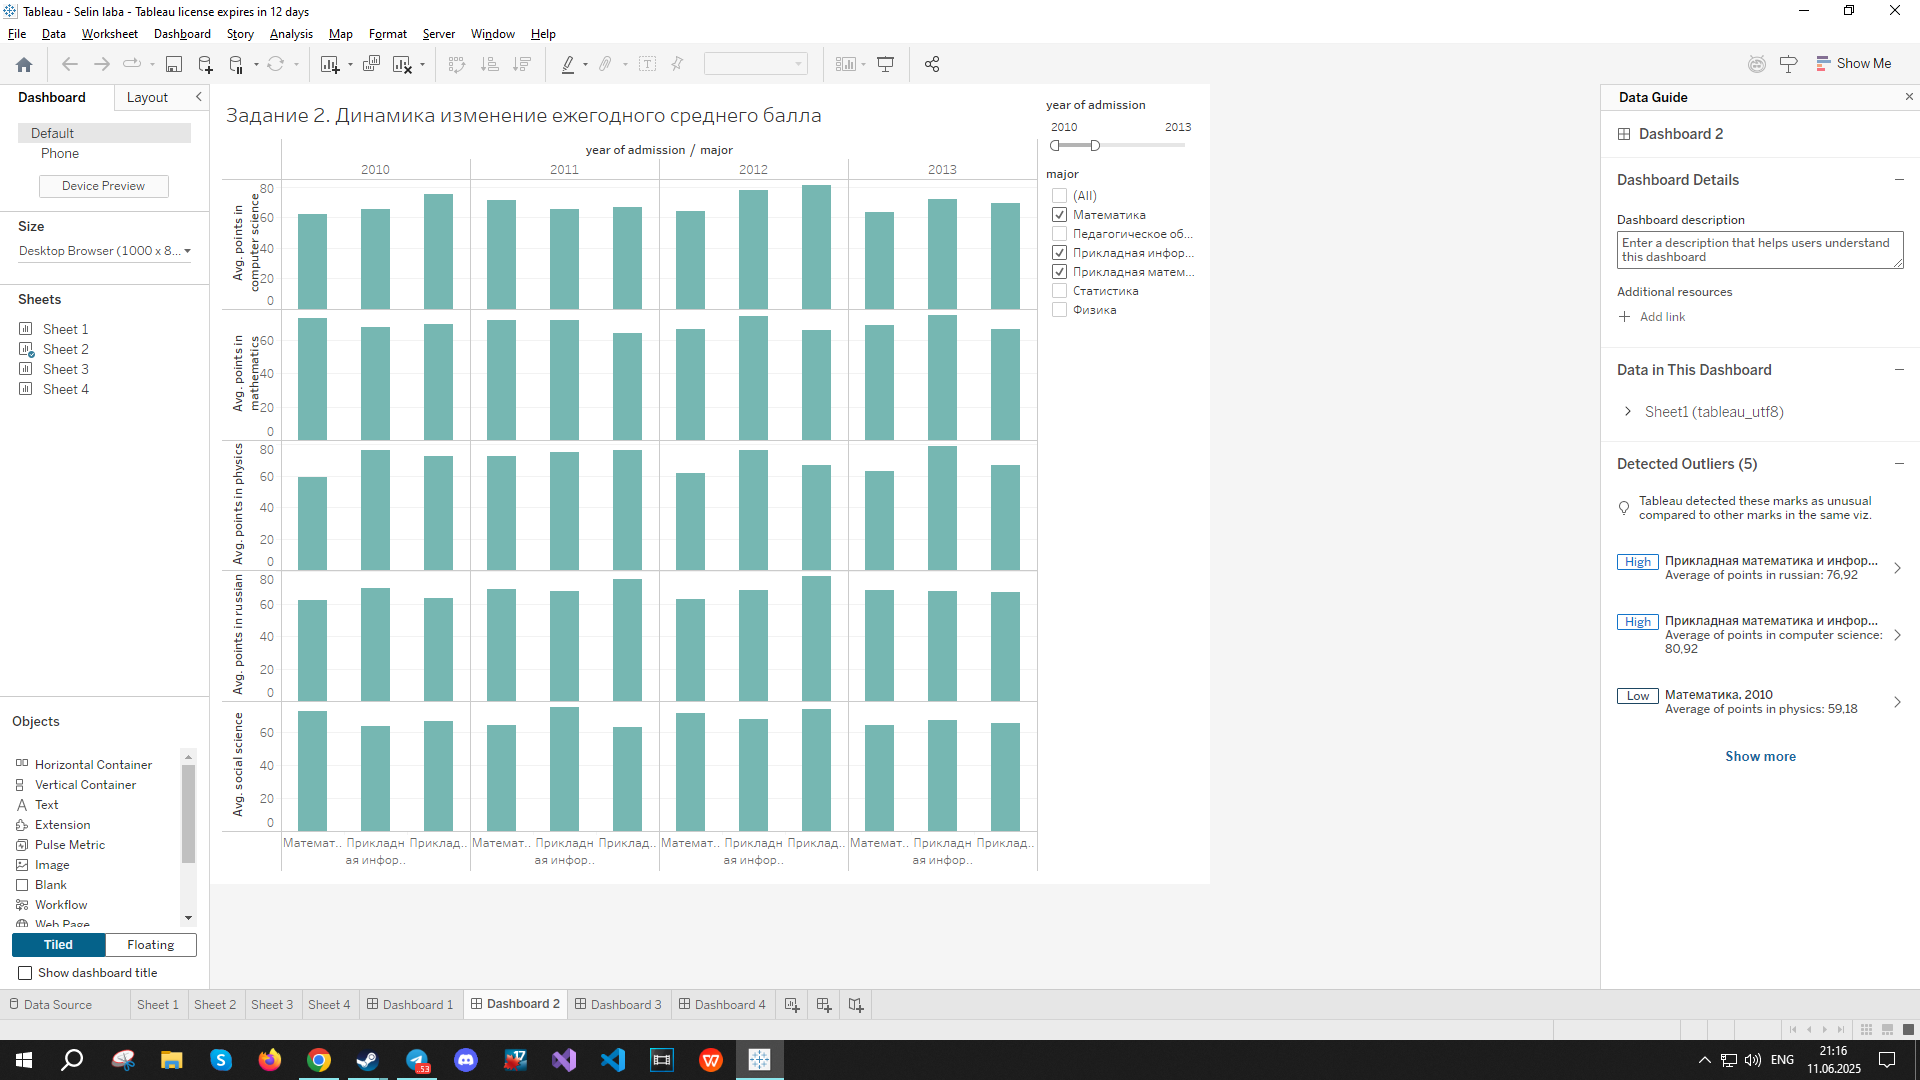 Tableau - Selin laba - Tableau license expires in 12 days
File Data Worksheet Dashboard Story Analysis Map Format Server Window Help
Show Me
Dashboard Layout
Default
Phone
Device Preview
Size
Desktop Browser (1000 x 8...
Sheets
Sheet 1
Sheet 2
Sheet 3
Sheet 4
Objects
Horizontal Container
Vertical Container
Text
Extension
Pulse Metric
Image
Blank
Workflow
Web Page
Tiled Floating
Show dashboard title
Задание 2. Динамика изменение ежегодного среднего балла
year of admission / major
2010 2011 2012 2013
Avg. points in computer science
80
60
40
20
0
Avg. points in mathematics
60
40
20
0
Avg. points in physics
80
60
40
20
0
Avg. points in russian
80
60
40
20
0
Avg. social science
60
40
20
0
Математ.. Прикладн Приклад.. Математ.. Прикладн Приклад.. Математ.. Прикладн Приклад.. Математ.. Прикладн Приклад..
ая инфор.. ая инфор.. ая инфор.. ая инфор..
year of admission
2010 2013
major
(All)
Математика
Педагогическое об...
Прикладная инфор...
Прикладная матем...
Статистика
Физика
Data Guide
Dashboard 2
Dashboard Details
Dashboard description
Enter a description that helps users understand
this dashboard
Additional resources
Add link
Data in This Dashboard
Sheet1 (tableau_utf8)
Detected Outliers (5)
Tableau detected these marks as unusual
compared to other marks in the same viz.
High Прикладная математика и инфор...
Average of points in russian: 76,92
High Прикладная математика и инфор...
Average of points in computer science:
80,92
Low Математика, 2010
Average of points in physics: 59,18
Show more
Data Source Sheet 1 Sheet 2 Sheet 3 Sheet 4 Dashboard 1 Dashboard 2 Dashboard 3 Dashboard 4
S3
17
ENG
21:16
11.06.2025